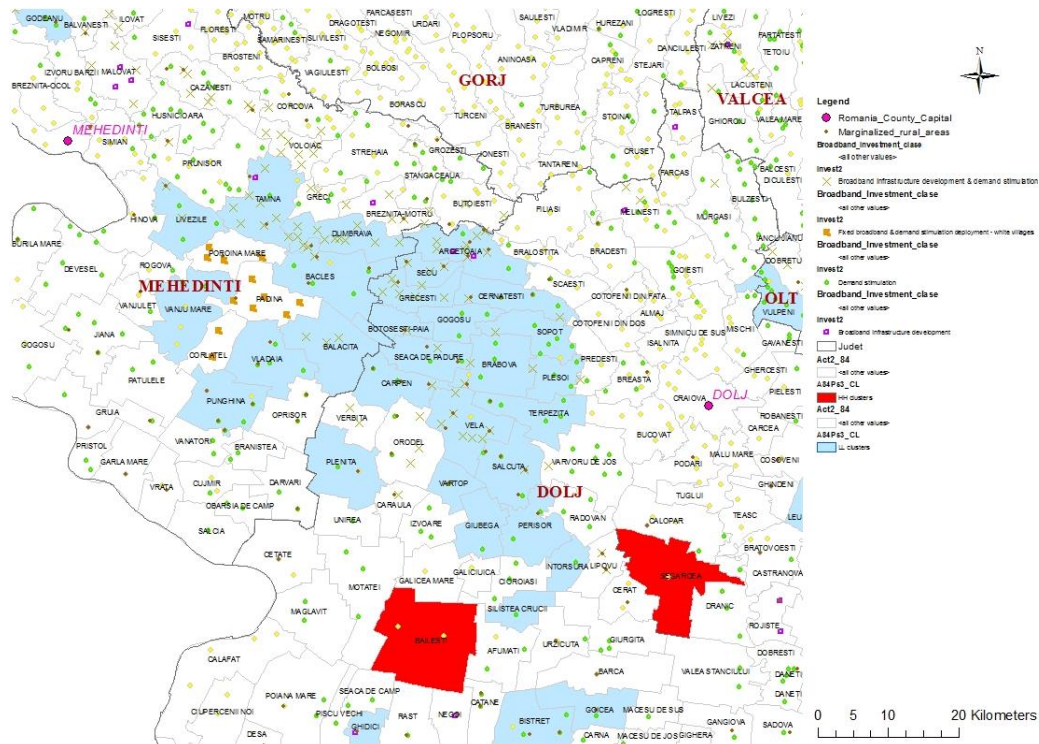 GODEANU
ILOVAT
MOTRU
FARCASESTI
SAULESTI
HUREZANI
LOGRESTI
LIVEZI
BALVANESTI
SISESTI
FLORESTI
SAMARINESTI
SLIVILESTI
DRAGOTESTI
NEGOMIR
URDARI
PLOPSORU
VLADIMIR
DANCIULESTI
ZATRENI
FARTATESTI
TETOIU
BROSTENI
IZVORU BARZII
MALOVAT
VAGIULESTI
BOLBOSI
ANINOASA
CAPRENI
STEJARI
GORJ
BREZNITA-OCOL
CAZANESTI
LACUSTENI
VALCEA
CORCOVA
BORASCU
TURBUREA
HUSNICIOARA
TURCENI
STOINA
TALPAS
GHIOROIU
VALEA MARE
MEHEDINTI
SIMIAN
BRANESTI
VOLOIAC
STREHAIA
GROZESTI
IONESTI
CRUSET
PRUNISOR
STANGACEAUA
TANTARENI
FARCAS
BALCESTI
DICULESTI
TAMNA
GRECI
BUTOIESTI
BREZNITA-MOTRU
FILIASI
MELINESTI
BULZESTI
HINOVA
LIVEZILE
MURGASI
DUMBRAVA
BURILA MARE
POROINA MARE
ARGETOAIA
BRALOSTITA
BRADESTI
DOBRETU
ROGOVA
DEVESEL
SECU
SCAESTI
GOIESTI
MEHEDINTI
BACLES
PADINA
GRECESTI
CERNATESTI
COTOFENII DIN FATA
OLT
VANJULET
VANJU MARE
GOGOSU
ALMAJ
VULPENI
JANA
BOTOSESTI-PAIA
SOPOT
COTOFENII DIN DOS
SIMNICU DE SUS
MSCHII
GOGOSU
BALACITA
ISALNITA
GAVANESTI
CORLATEL
VLADAIA
SEACA DE PADURE
BRABOVA
PREDESTI
PATULELE
PLESOI
GHERCESTI
CARPEN
BREASTA
PIELESTI
DOLJ
PUNGHINA
CRAIOVA
GRUIA
OPRISOR
VERBITA
TERPEZITA
ROBANESTI
CARCEA
VELA
BUCOVAT
PRISTOL
VANATORI
ORODEL
MALU MARE
GARLA MARE
BRANISTEA
PLENITA
SALCUTA
VARVORU DE JOS
PODARI
COSOVENI
VRATA
CUJMIR
DARVARI
VARTOP
GHINDENI
DOLJ
TUGLUI
OBARSIA DE CAMP
CARAULA
TEASC
LEU
SALCIA
UNIREA
IZVOARE
GIUBEGA
PERISOR
RADOVAN
CALOPAR
CETATE
BRATOVOESTI
GALICIUICA
INTORSURA
LIPOVU
SEGARCEA
CASTRANOVA
MOTATEI
GALICEA MARE
CIOROIASI
CERAT
MAGLAVIT
SILISTEA CRUCII
DRANIC
ROJISTE
BAILESTI
AFUMATI
URZICUTA
GIURGITA
DOBRESTI
CALAFAT
BARCA
VALEA STANCIULUI
DANETI
DANETI
POIANA MARE
SEACA DE CAMP
CATANE
CIUPERCENII NOI
PISCU VECHI
RAST
NEGOI
BISTRET
GOICEA
MACESU DE SUS
GANGIOVA
SADOVA
DESA
GHIDICI
CARNA
MACESU DE JOS
GIGHERA
N
Legend
Romania_County_Capital
Marginalized_rural_areas
Broadband_Investment_clase
<all other values>
Invest2
Broadband infrastructure development & demand stimulation
Broadband_Investment_clase
<all other values>
Invest2
Fixed broadband & demand stimulation deployment - white villages
Broadband_Investment_clase
<all other values>
Invest2
Demand stimulation
Broadband_Investment_clase
<all other values>
Invest2
Broadband infrastructure development
Judet
Act2_84
<all other values>
A84Ps3_CL
HH clusters
Act2_84
<all other values>
A84Ps3_CL
LL clusters
0 5 10 20 Kilometers